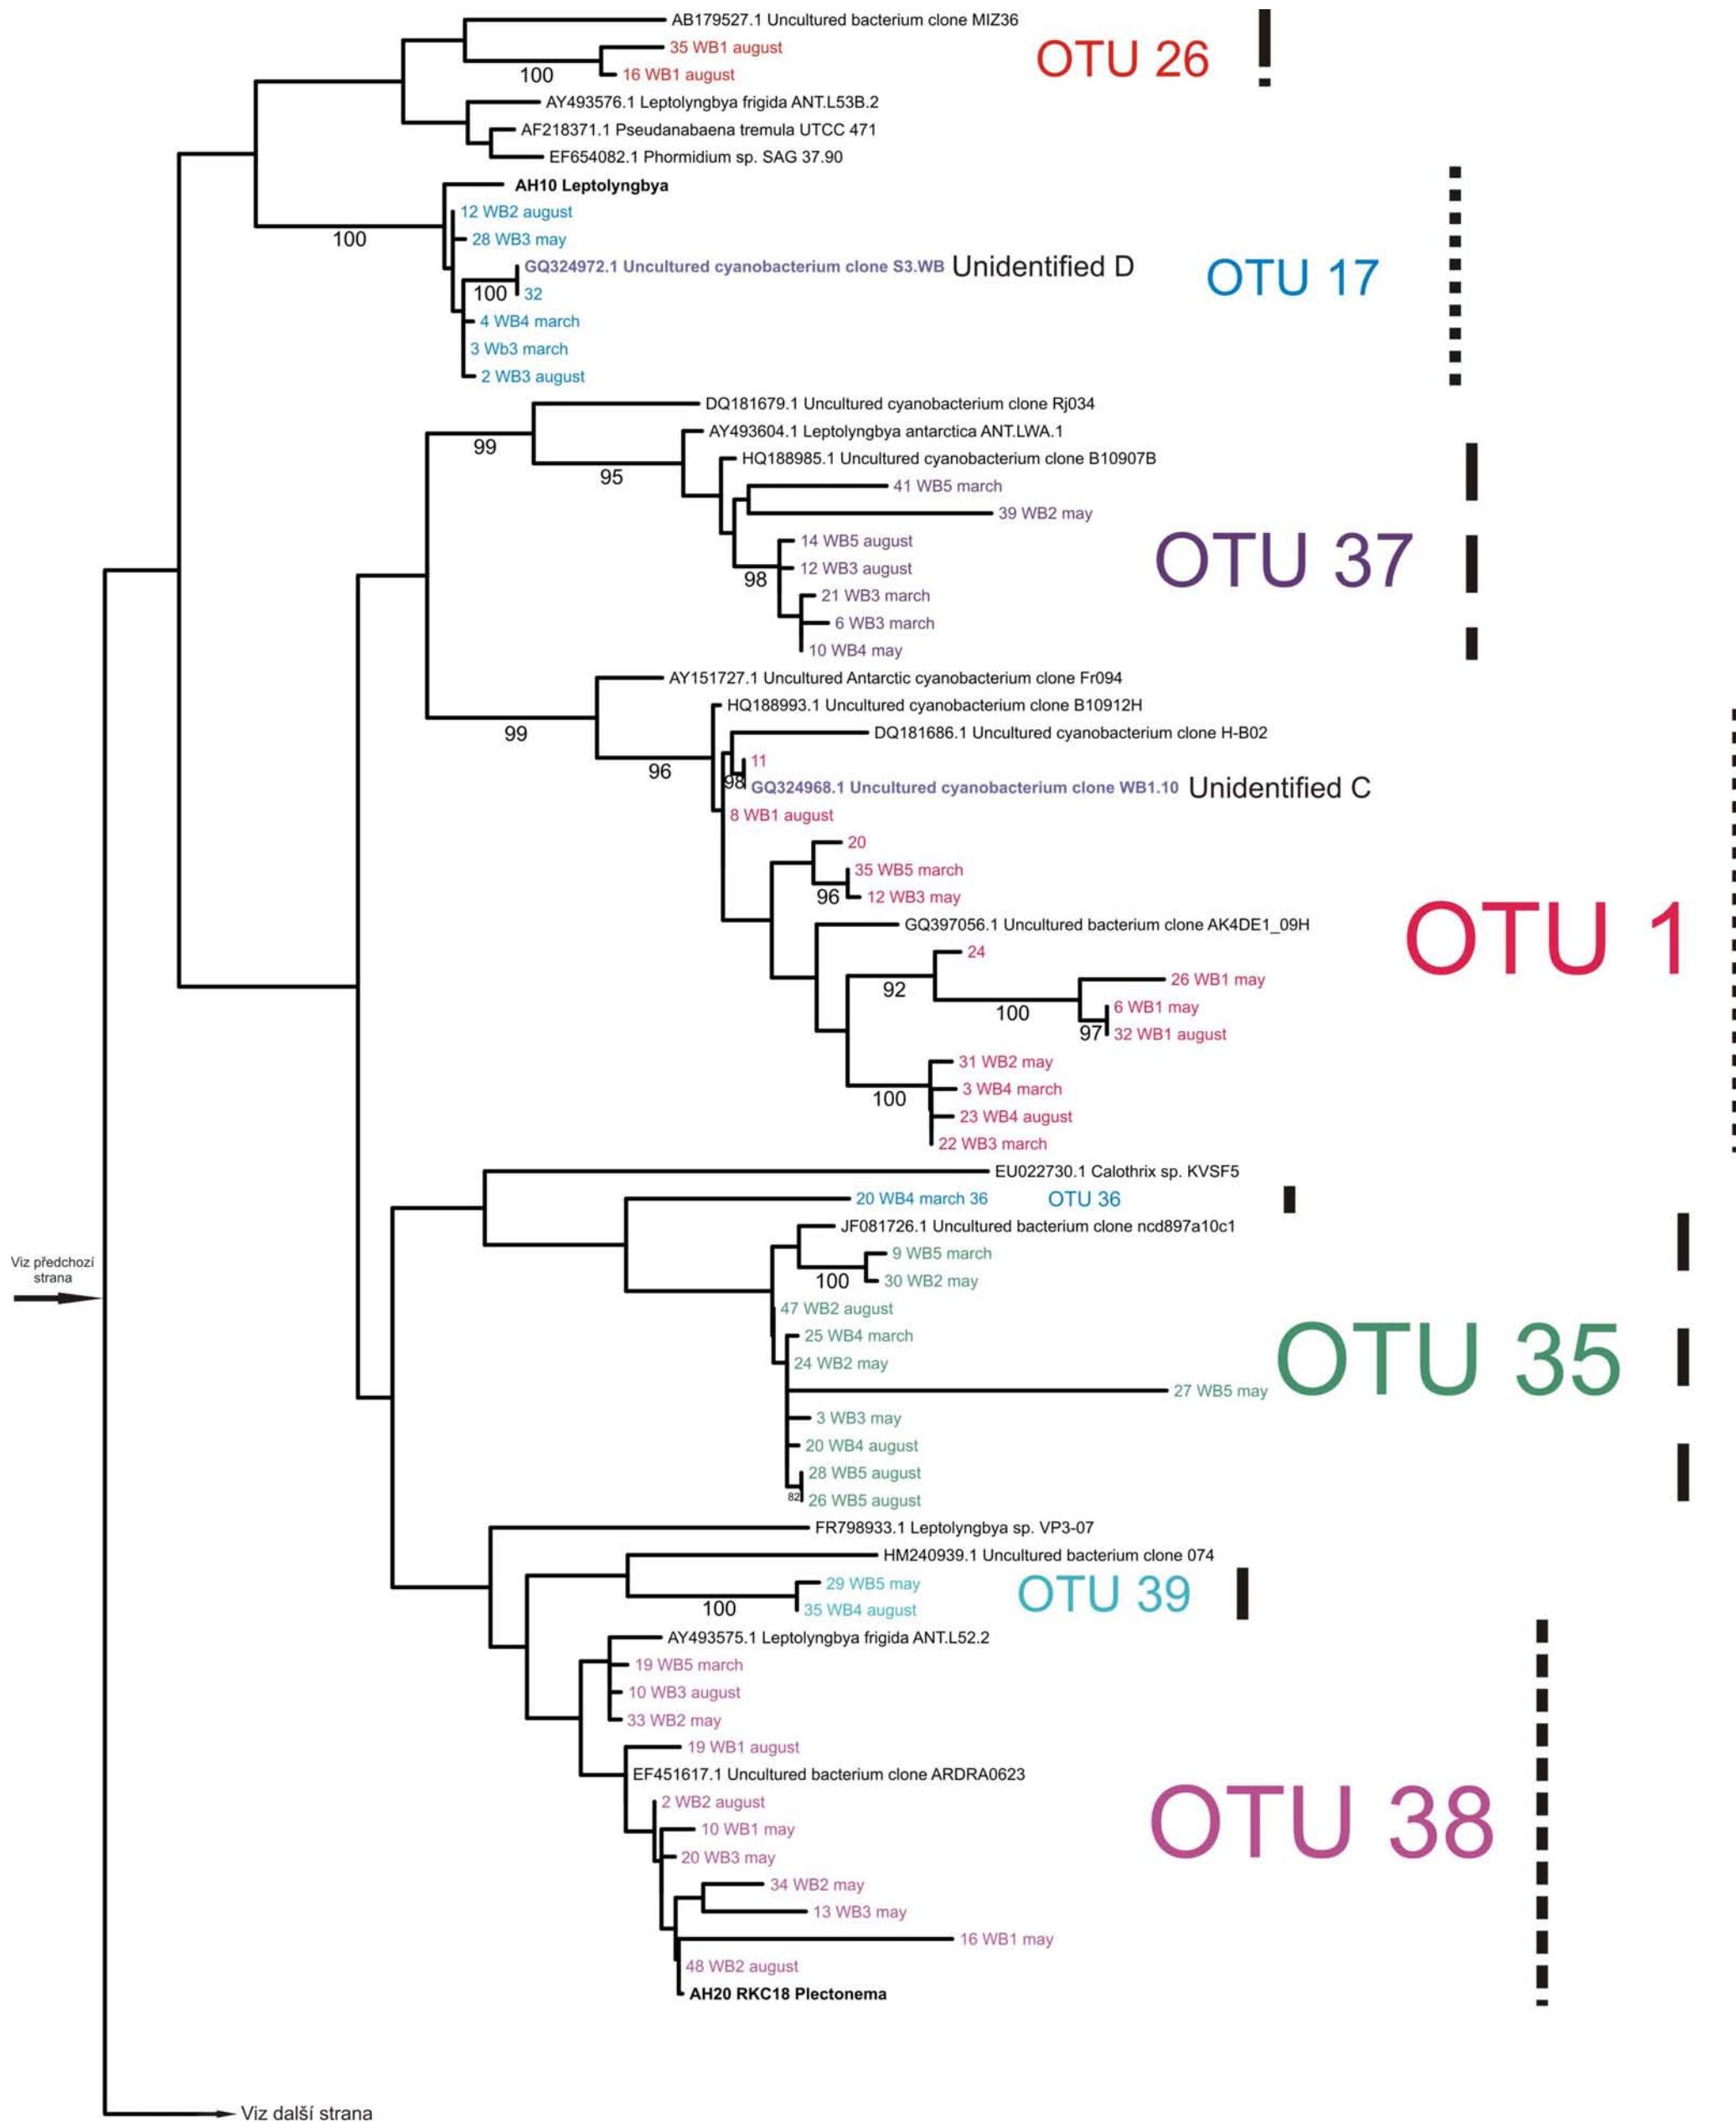 AB179527.1 Uncultured bacterium clone MIZ36
35 WB1 august
OTU 26
100
16 WB1 august
AY493576.1 Leptolyngbya frigida ANT.L53B.2
AF218371.1 Pseudanabaena tremula UTCC 471
EF654082.1 Phormidium sp. SAG 37.90
AH10 Leptolyngbya
12 WB2 august
100
28 WB3 may
GQ324972.1 Uncultured cyanobacterium clone S3.WB Unidentified D
OTU 17
100
32
4 WB4 march
3 Wb3 march
2 WB3 august
DQ181679.1 Uncultured cyanobacterium clone Rj034
AY493604.1 Leptolyngbya antarctica ANT.LWA.1
99
HQ188985.1 Uncultured cyanobacterium clone B10907B
95
41 WB5 march
39 WB2 may
14 WB5 august
OTU 37
12 WB3 august
98
21 WB3 march
6 WB3 march
10 WB4 may
AY151727.1 Uncultured Antarctic cyanobacterium clone Fr094
HQ188993.1 Uncultured cyanobacterium clone B10912H
99
DQ181686.1 Uncultured cyanobacterium clone H-B02
11
96
98
GQ324968.1 Uncultured cyanobacterium clone WB1.10 Unidentified C
8 WB1 august
20
35 WB5 march
96
12 WB3 may
GQ397056.1 Uncultured bacterium clone AK4DE1_09H
OTU 1
24
26 WB1 may
92
6 WB1 may
100
97
32 WB1 august
31 WB2 may
3 WB4 march
100
23 WB4 august
22 WB3 march
EU022730.1 Calothrix sp. KVSF5
20 WB4 march 36
OTU 36
JF081726.1 Uncultured bacterium clone ncd897a10c1
9 WB5 march
Viz předchozí
strana
100
30 WB2 may
47 WB2 august
25 WB4 march
24 WB2 may
OTU 35
27 WB5 may
3 WB3 may
20 WB4 august
28 WB5 august
82
26 WB5 august
FR798933.1 Leptolyngbya sp. VP3-07
HM240939.1 Uncultured bacterium clone 074
29 WB5 may
OTU 39
100
35 WB4 august
AY493575.1 Leptolyngbya frigida ANT.L52.2
19 WB5 march
10 WB3 august
33 WB2 may
19 WB1 august
EF451617.1 Uncultured bacterium clone ARDRA0623
2 WB2 august
OTU 38
10 WB1 may
20 WB3 may
34 WB2 may
13 WB3 may
16 WB1 may
48 WB2 august
AH20 RKC18 Plectonema
Viz další strana